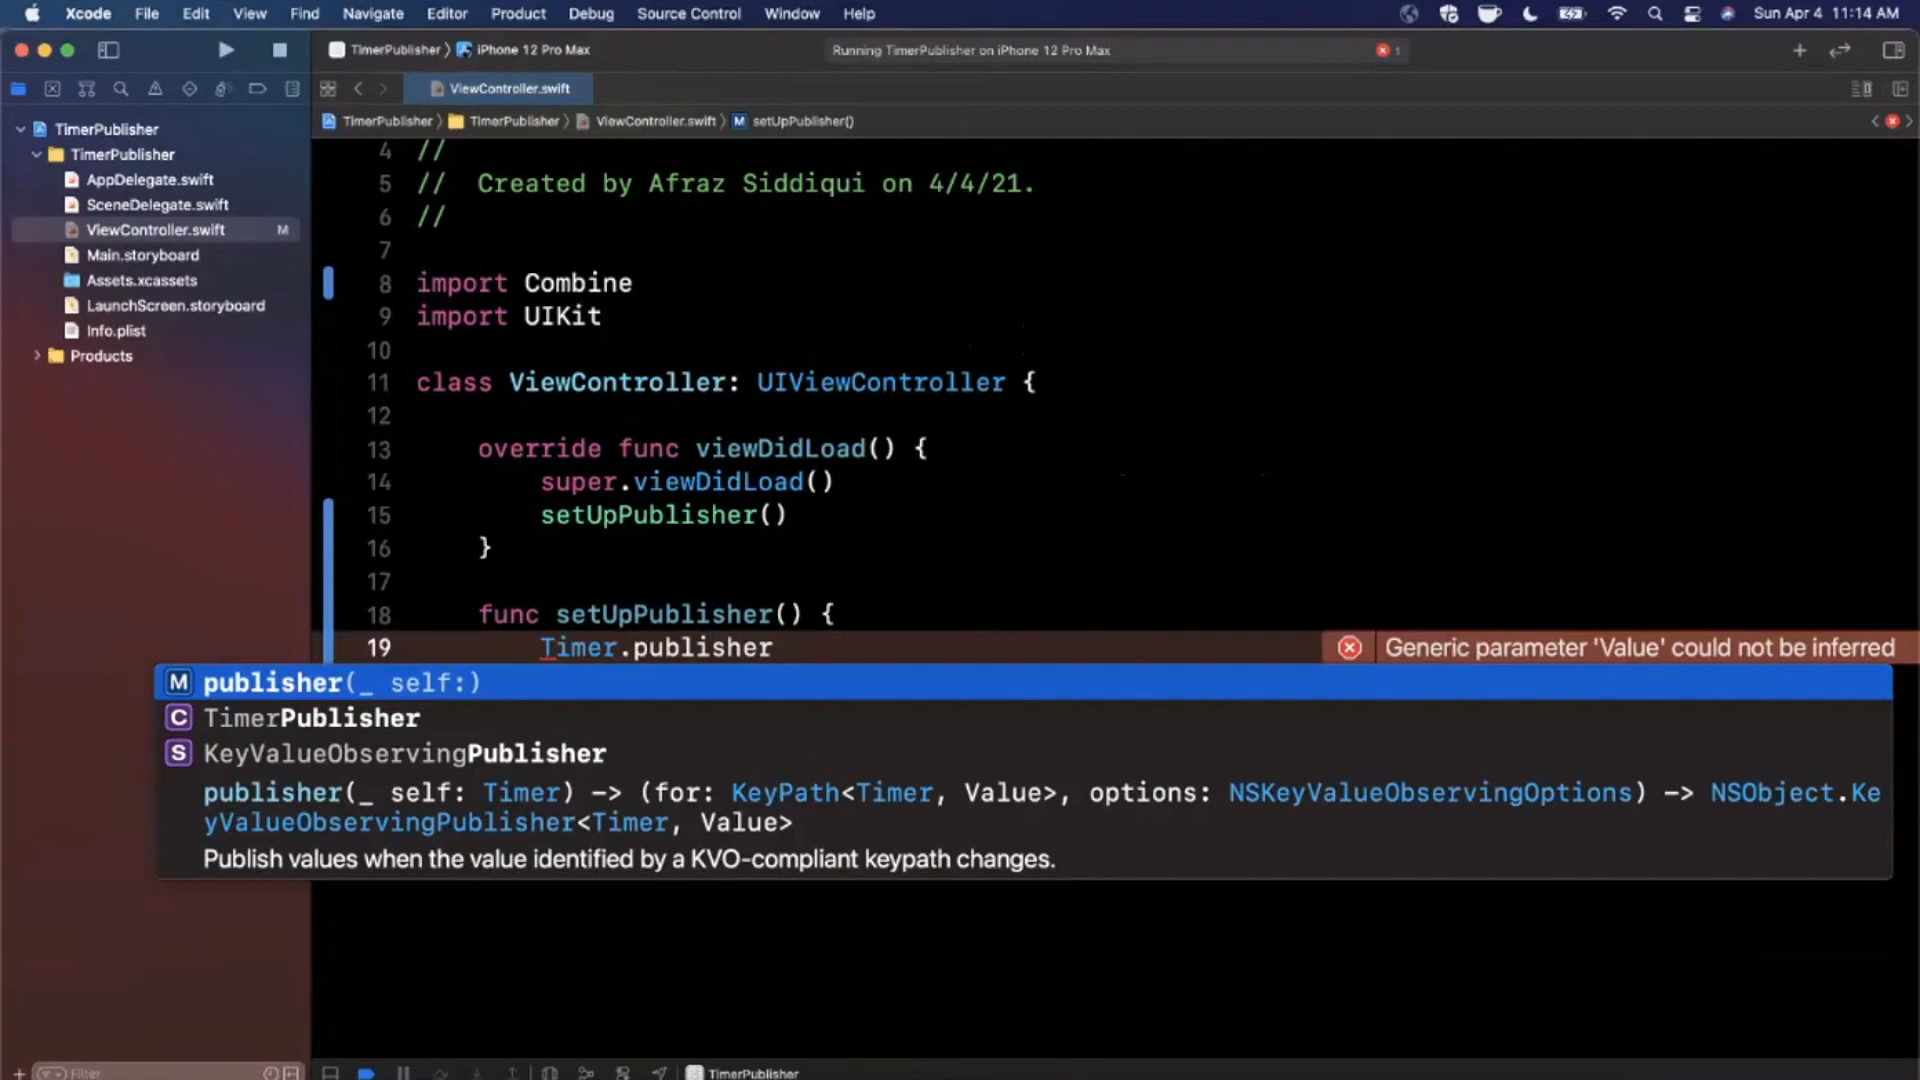 Xcode File Edit View Find Navigate Editor Product Debug Source Control Window Help Sun Apr 4 11:14 AM
TimerPublisher iPhone 12 Pro Max Running TimerPublisher on iPhone 12 Pro Max 1
ViewController.swift
TimerPublisher TimerPublisher ViewController.swift M setUpPublisher()
TimerPublisher
TimerPublisher
AppDelegate.swift
SceneDelegate.swift
ViewController.swift M
Main.storyboard
Assets.xcassets
LaunchScreen.storyboard
Info.plist
Products
4 //
5 //  Created by Afraz Siddiqui on 4/4/21.
6 //
7
8 import Combine
9 import UIKit
10
11 class ViewController: UIViewController {
12
13 override func viewDidLoad() {
14 super.viewDidLoad()
15 setUpPublisher()
16 }
17
18 func setUpPublisher() {
19 Timer.publisher Generic parameter 'Value' could not be inferred
M publisher(_ self:)
C TimerPublisher
S KeyValueObservingPublisher
publisher(_ self: Timer) -> (for: KeyPath<Timer, Value>, options: NSKeyValueObservingOptions) -> NSObject.Ke
yValueObservingPublisher<Timer, Value>
Publish values when the value identified by a KVO-compliant keypath changes.
Filter TimerPublisher